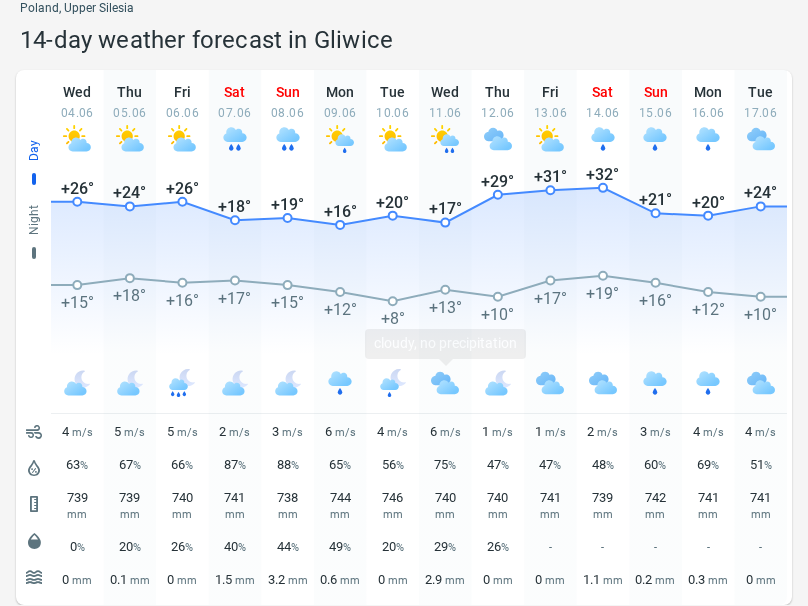 Poland, Upper Silesia
14-day weather forecast in Gliwice
Wed Thu Fri Sat Sun Mon Tue Wed Thu Fri Sat Sun Mon Tue
04.06 05.06 06.06 07.06 08.06 09.06 10.06 11.06 12.06 13.06 14.06 15.06 16.06 17.06
Day
+26° +24° +26° +18° +19° +16° +20° +17° +29° +31° +32° +21° +20° +24°
Night
+15° +18° +16° +17° +15° +12° +8° +13° +10° +17° +19° +16° +12° +10°
cloudy, no precipitation
4 m/s 5 m/s 5 m/s 2 m/s 3 m/s 6 m/s 4 m/s 6 m/s 1 m/s 1 m/s 2 m/s 3 m/s 4 m/s 4 m/s
63% 67% 66% 87% 88% 65% 56% 75% 47% 47% 48% 60% 69% 51%
739 739 740 741 738 744 746 740 740 741 739 742 741 741
mm mm mm mm mm mm mm mm mm mm mm mm mm mm
0% 20% 26% 40% 44% 49% 20% 29% 26% - - - - -
0 mm 0.1 mm 0 mm 1.5 mm 3.2 mm 0.6 mm 0 mm 2.9 mm 0 mm 0 mm 1.1 mm 0.2 mm 0.3 mm 0 mm